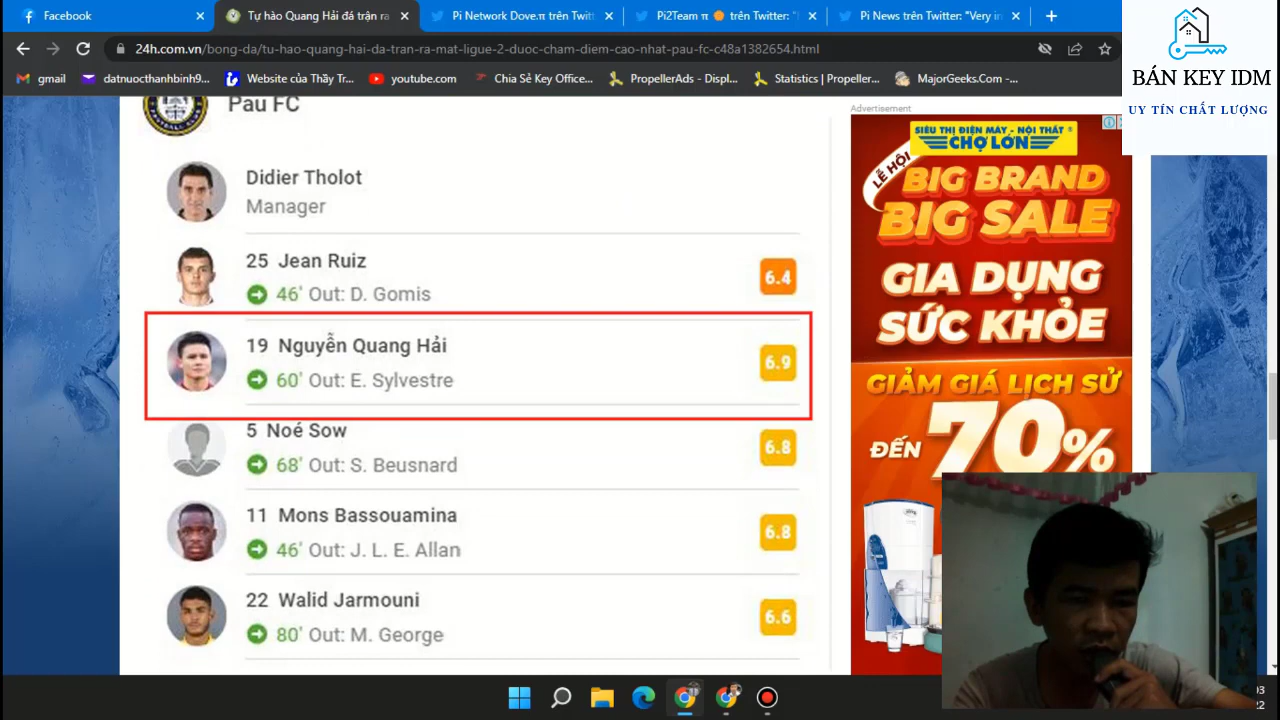 Facebook
Tự hào Quang Hải đá trận ra
Pi Network Dove.π trên Twitt
Pi2Team π 🟠 trên Twitter: "
Pi News trên Twitter: "Very in
24h.com.vn/bong-da/tu-hao-quang-hai-da-tran-ra-mat-ligue-2-duoc-cham-diem-cao-nhat-pau-fc-c48a1382654.html
gmail
datnuocthanhbinh9...
Website của Thầy Tr...
youtube.com
Chia Sẻ Key Office...
PropellerAds - Displ...
Statistics | Propeller...
MajorGeeks.Com -...
BÁN KEY IDM
UY TÍN CHẤT LƯỢNG
Pau FC
Didier Tholot
Manager
25 Jean Ruiz
6.4
46' Out: D. Gomis
19 Nguyễn Quang Hải
6.9
60' Out: E. Sylvestre
5 Noé Sow
6.8
68' Out: S. Beusnard
11 Mons Bassouamina
6.8
46' Out: J. L. E. Allan
22 Walid Jarmouni
6.6
80' Out: M. George
Advertisement
SIÊU THỊ ĐIỆN MÁY - NỘI THẤT ®
CHỢ LỚN
LỄ HỘI
BIG BRAND
BIG SALE
GIA DỤNG
SỨC KHỎE
GIẢM GIÁ LỊCH SỬ
ĐẾN 70%